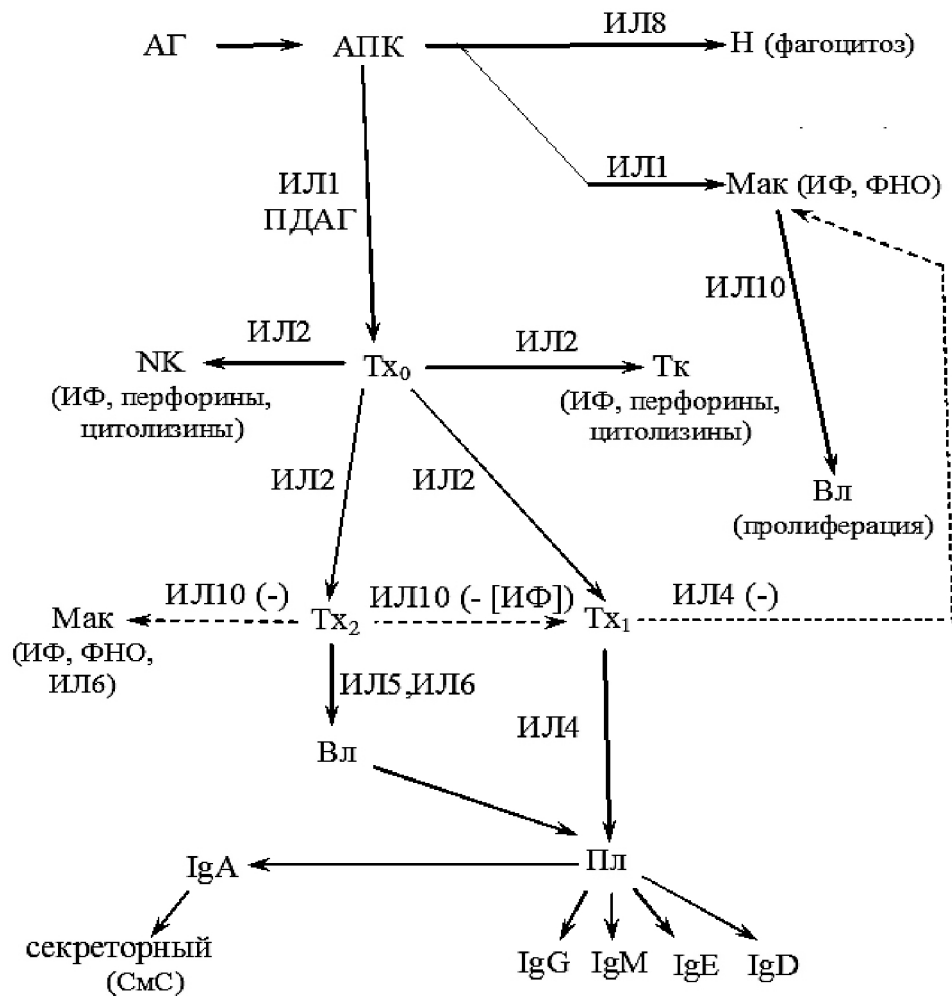 АГ АПК ИЛ8 Н (фагоцитоз)
ИЛ1 Мак (ИФ, ФНО)
ИЛ1
ПДАГ
ИЛ10
NK ИЛ2 Тх₀ ИЛ2 Тк
(ИФ, перфорины,
цитолизины)
(ИФ, перфорины,
цитолизины)
ИЛ2 ИЛ2
Вл
(пролиферация)
Мак ИЛ10 (-) Тх₂ ИЛ10 (- [ИФ]) Тх₁ ИЛ4 (-)
(ИФ, ФНО,
ИЛ6)
ИЛ5,ИЛ6
ИЛ4
Вл
IgA Пл
секреторный
(СмС)
IgG IgM IgE IgD